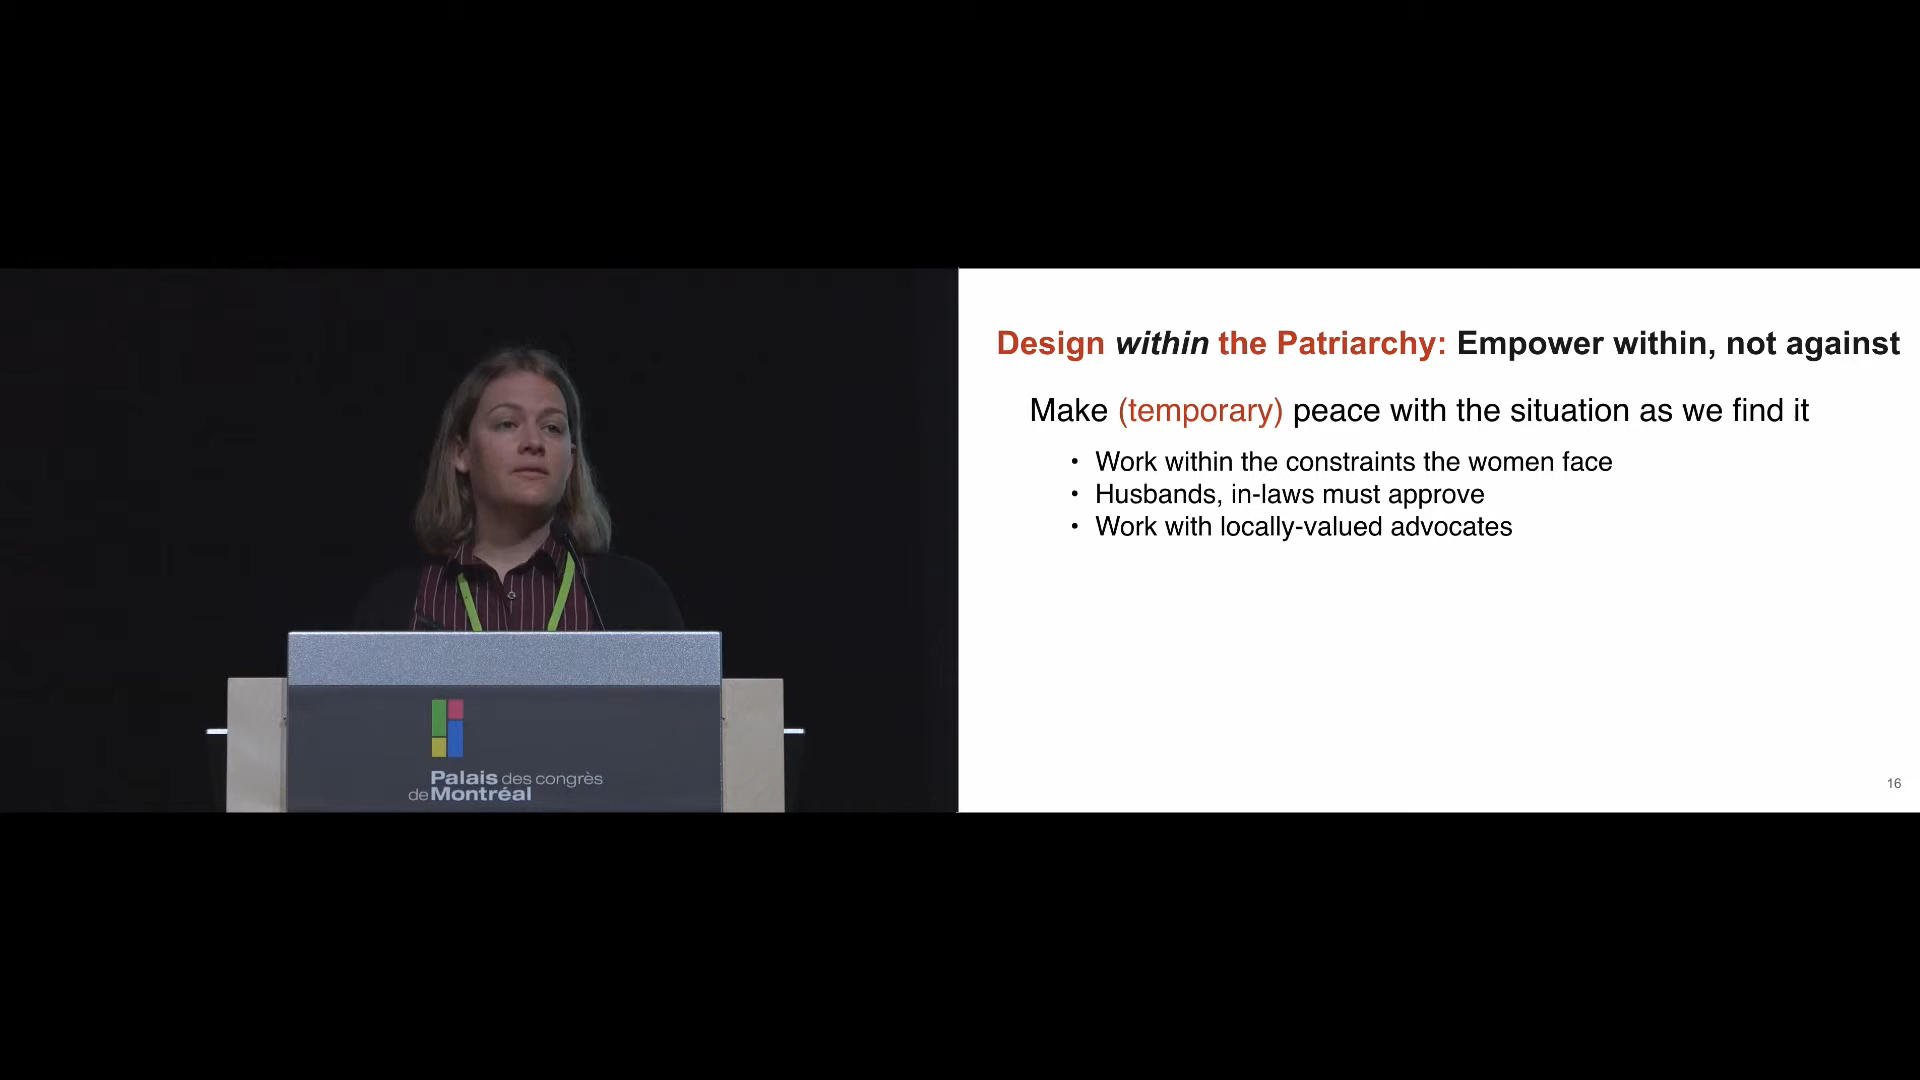 Design within the Patriarchy: Empower within, not against
Make (temporary) peace with the situation as we find it
• Work within the constraints the women face
• Husbands, in-laws must approve
• Work with locally-valued advocates
16
Palais des congrès
de Montréal